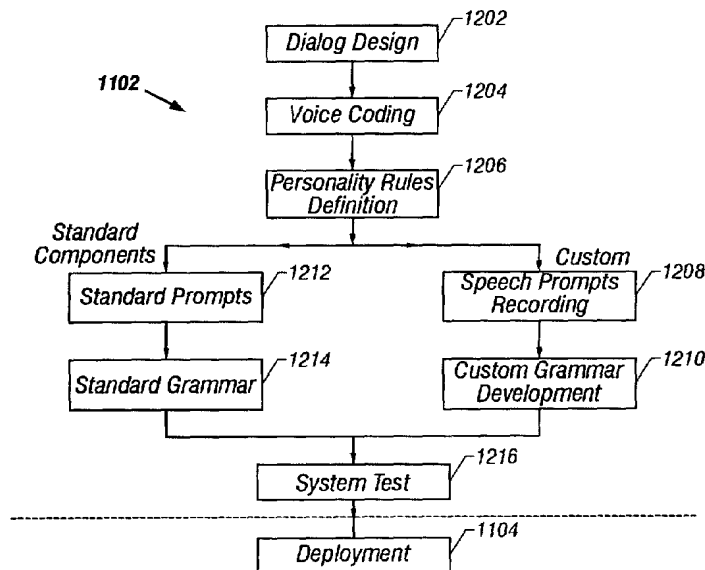 1202
Dialog Design
1102
1204
Voice Coding
1206
Personality Rules
Definition
Standard
Components
Custom
1212
Standard Prompts
1208
Speech Prompts
Recording
1214
Standard Grammar
1210
Custom Grammar
Development
1216
System Test
1104
Deployment